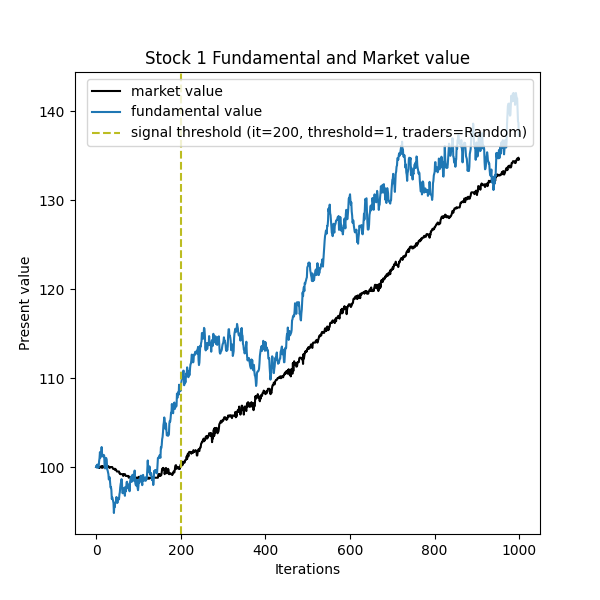 Stock 1 Fundamental and Market value
market value
fundamental value
signal threshold (it=200, threshold=1, traders=Random)
Present value
140
130
120
110
100
0 200 400 600 800 1000
Iterations